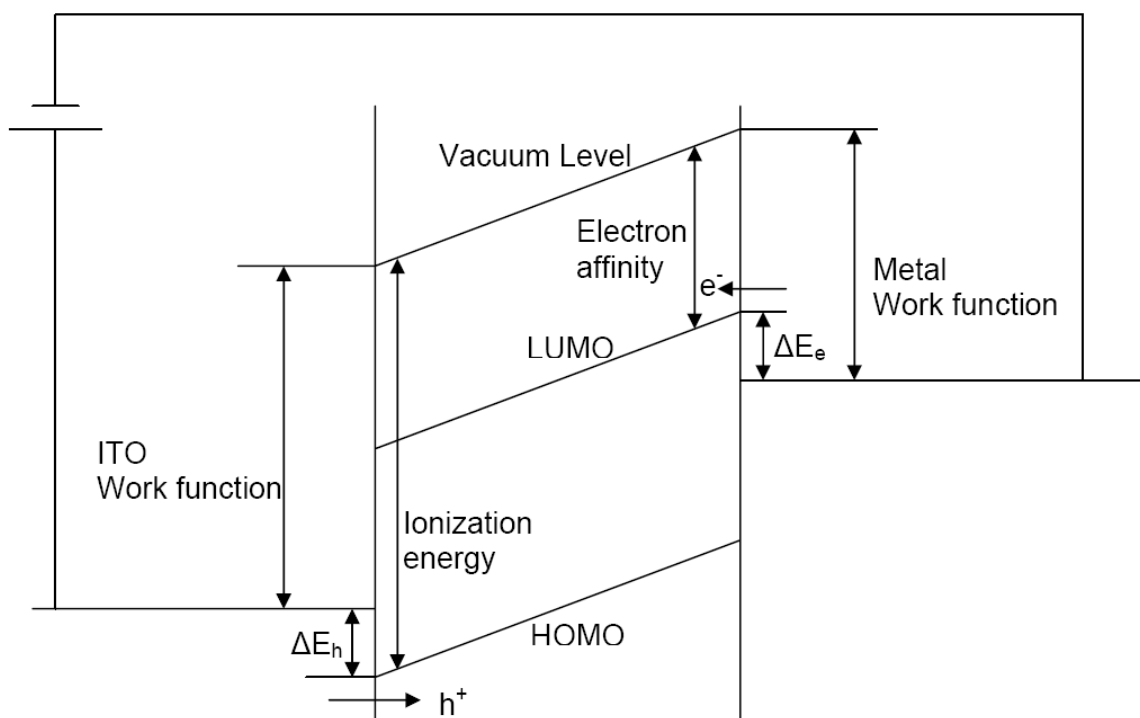 Vacuum Level
Electron
affinity
e⁻
Metal
Work function
LUMO
ΔEₑ
ITO
Work function
Ionization
energy
HOMO
ΔEₕ
h⁺